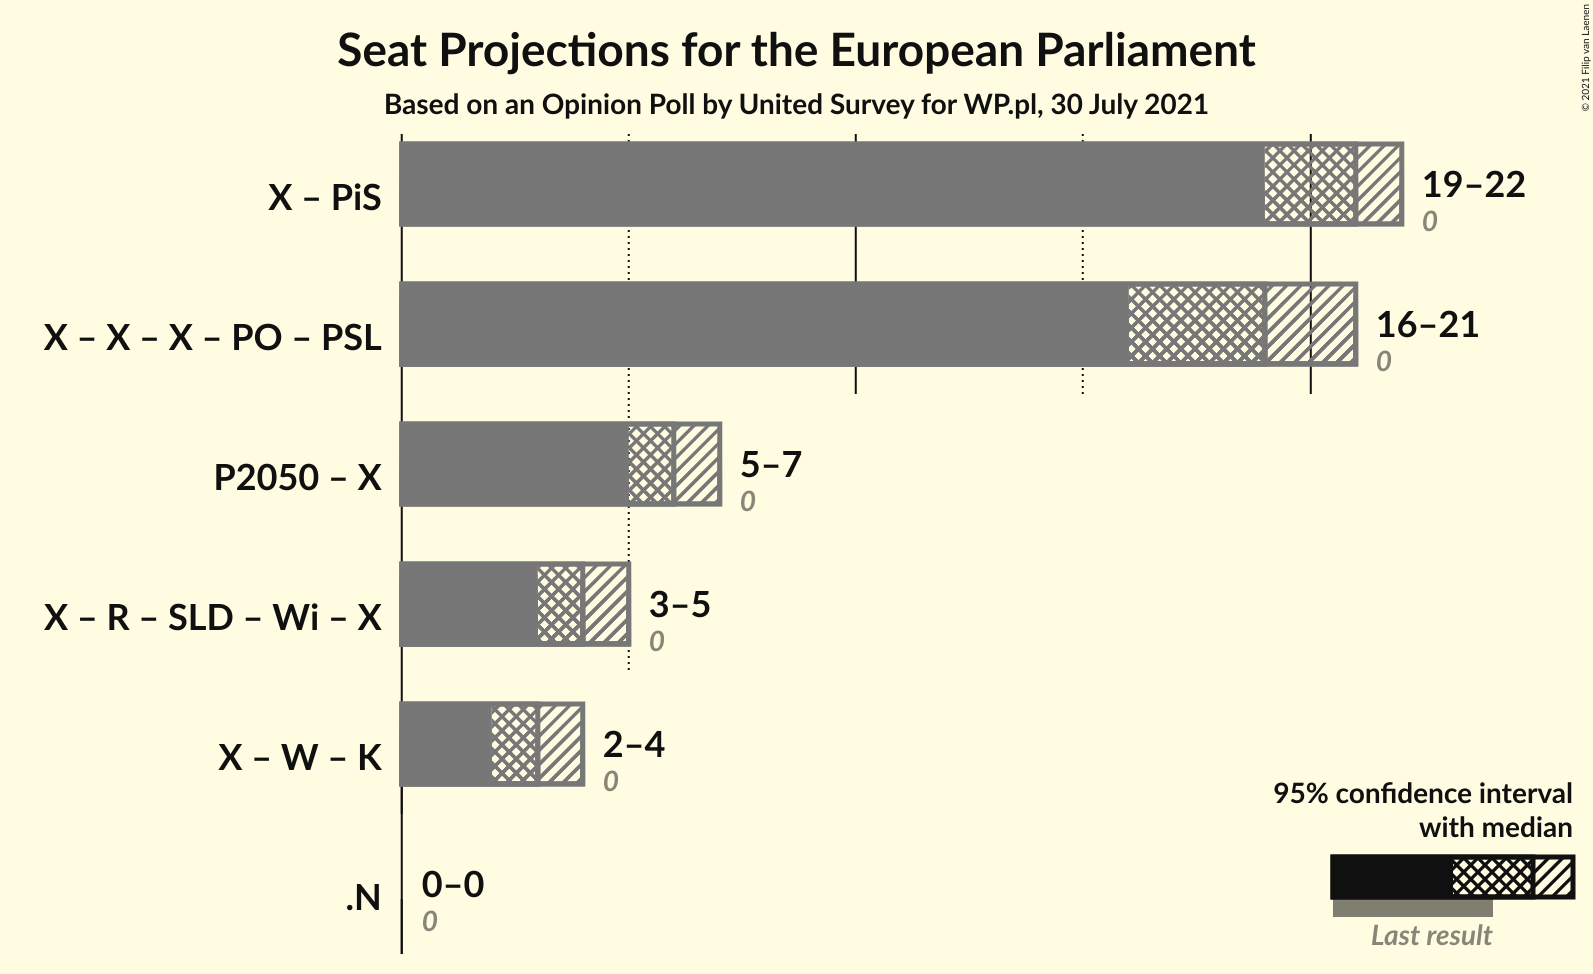 Seat Projections for the European Parliament
Based on an Opinion Poll by United Survey for WP.pl, 30 July 2021
© 2021 Filip van Laenen
X – PiS
19–22
0
X – X – X – PO – PSL
16–21
0
P2050 – X
5–7
0
X – R – SLD – Wi – X
3–5
0
X – W – K
2–4
0
.N
0–0
0
95% confidence interval
with median
Last result